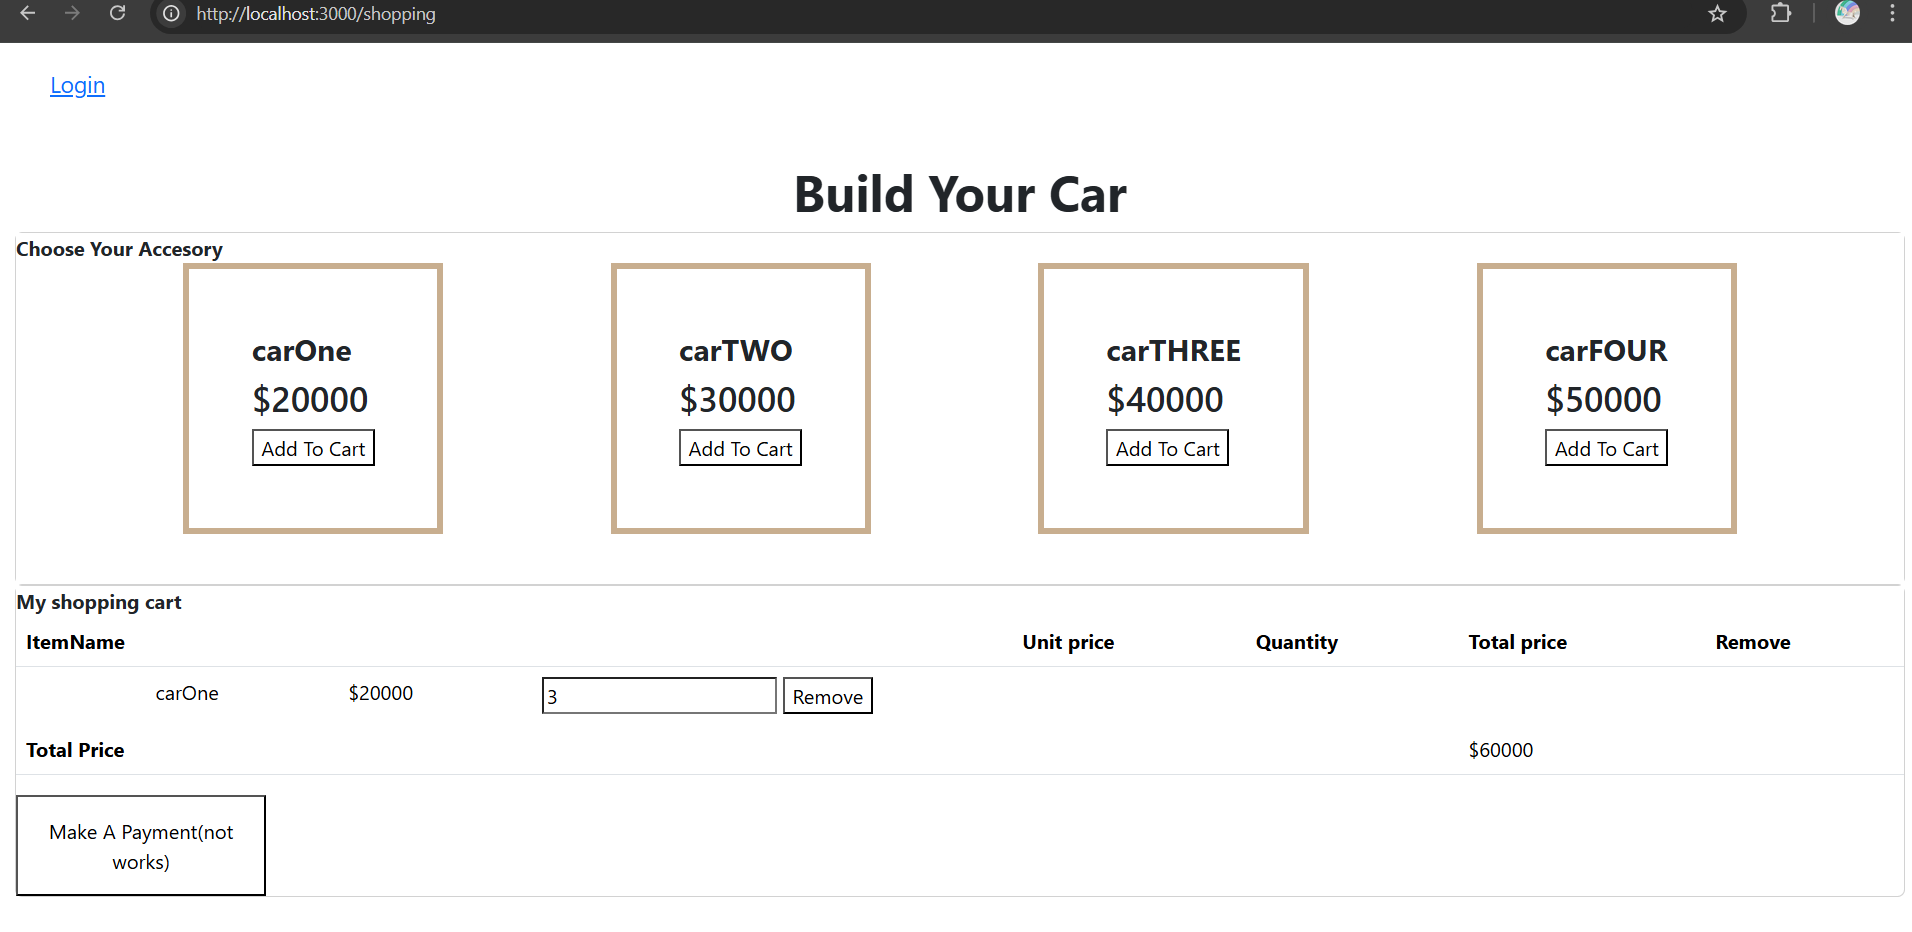 http://localhost:3000/shopping
Login
Build Your Car
Choose Your Accesory
carOne carTWO carTHREE carFOUR
$20000 $30000 $40000 $50000
Add To Cart Add To Cart Add To Cart Add To Cart
My shopping cart
ItemName Unit price Quantity Total price Remove
carOne $20000 3 Remove
Total Price $60000
Make A Payment(not
works)